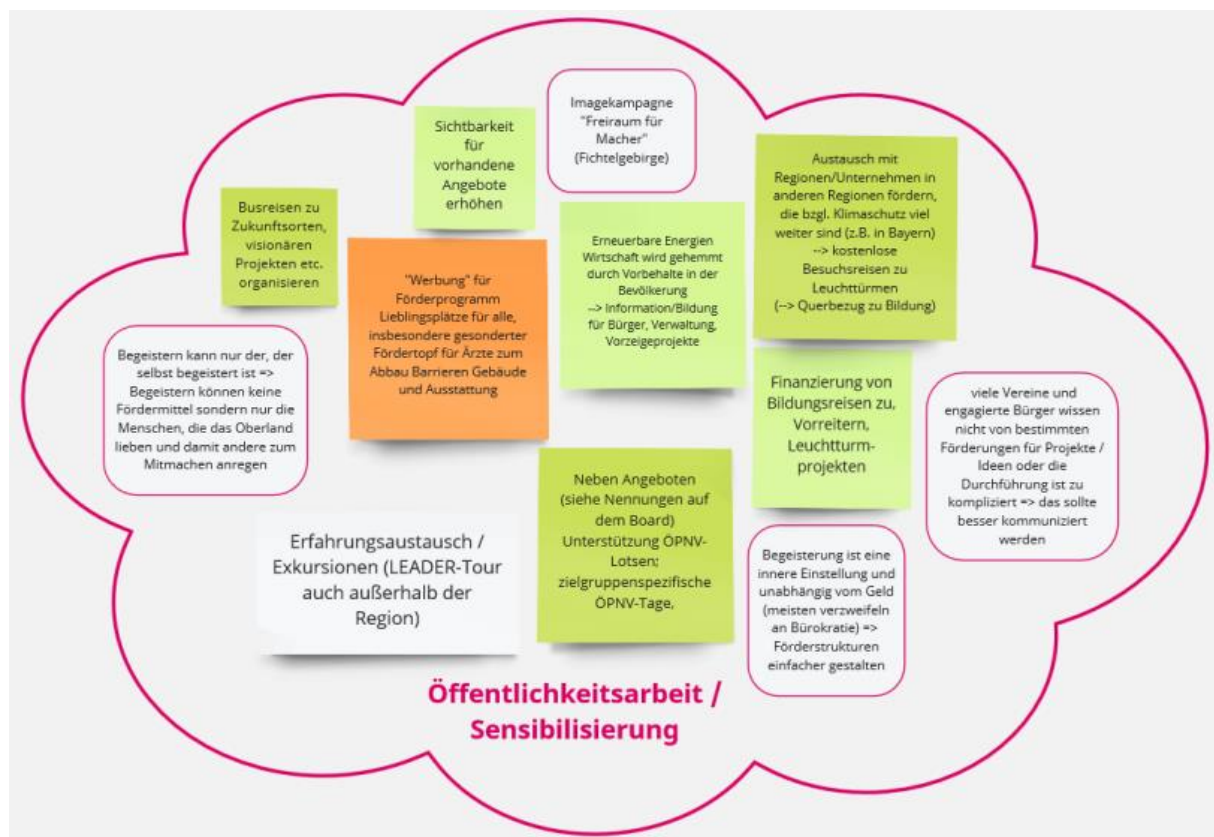 Imagekampagne
"Freiraum für
Macher"
(Fichtelgebirge)
Sichtbarkeit
für
vorhandene
Angebote
erhöhen
Austausch mit
Regionen/Unternehmen in
anderen Regionen fördern,
die bzgl. Klimaschutz viel
weiter sind (z.B. in Bayern)
--> kostenlose
Besuchsreisen zu
Leuchttürmen
(--> Querbezug zu Bildung)
Busreisen zu
Zukunftsorten,
visionären
Projekten etc.
organisieren
"Werbung" für
Förderprogramm
Lieblingsplätze für alle,
insbesondere gesonderter
Fördertopf für Ärzte zum
Abbau Barrieren Gebäude
und Ausstattung
Erneuerbare Energien
Wirtschaft wird gehemmt
durch Vorbehalte in der
Bevölkerung
--> Information/Bildung
für Bürger, Verwaltung,
Vorzeigeprojekte
Begeistern kann nur der, der
selbst begeistert ist =>
Begeistern können keine
Fördermittel sondern nur die
Menschen, die das Oberland
lieben und damit andere zum
Mitmachen anregen
Finanzierung von
Bildungsreisen zu,
Vorreitern,
Leuchtturm-
projekten
viele Vereine und
engagierte Bürger wissen
nicht von bestimmten
Förderungen für Projekte /
Ideen oder die
Durchführung ist zu
kompliziert => das sollte
besser kommuniziert
werden
Neben Angeboten
(siehe Nennungen auf
dem Board)
Unterstützung ÖPNV-
Lotsen;
zielgruppenspezifische
ÖPNV-Tage,
Erfahrungsaustausch /
Exkursionen (LEADER-Tour
auch außerhalb der
Region)
Begeisterung ist eine
innere Einstellung und
unabhängig vom Geld
(meisten verzweifeln
an Bürokratie) =>
Förderstrukturen
einfacher gestalten
Öffentlichkeitsarbeit /
Sensibilisierung